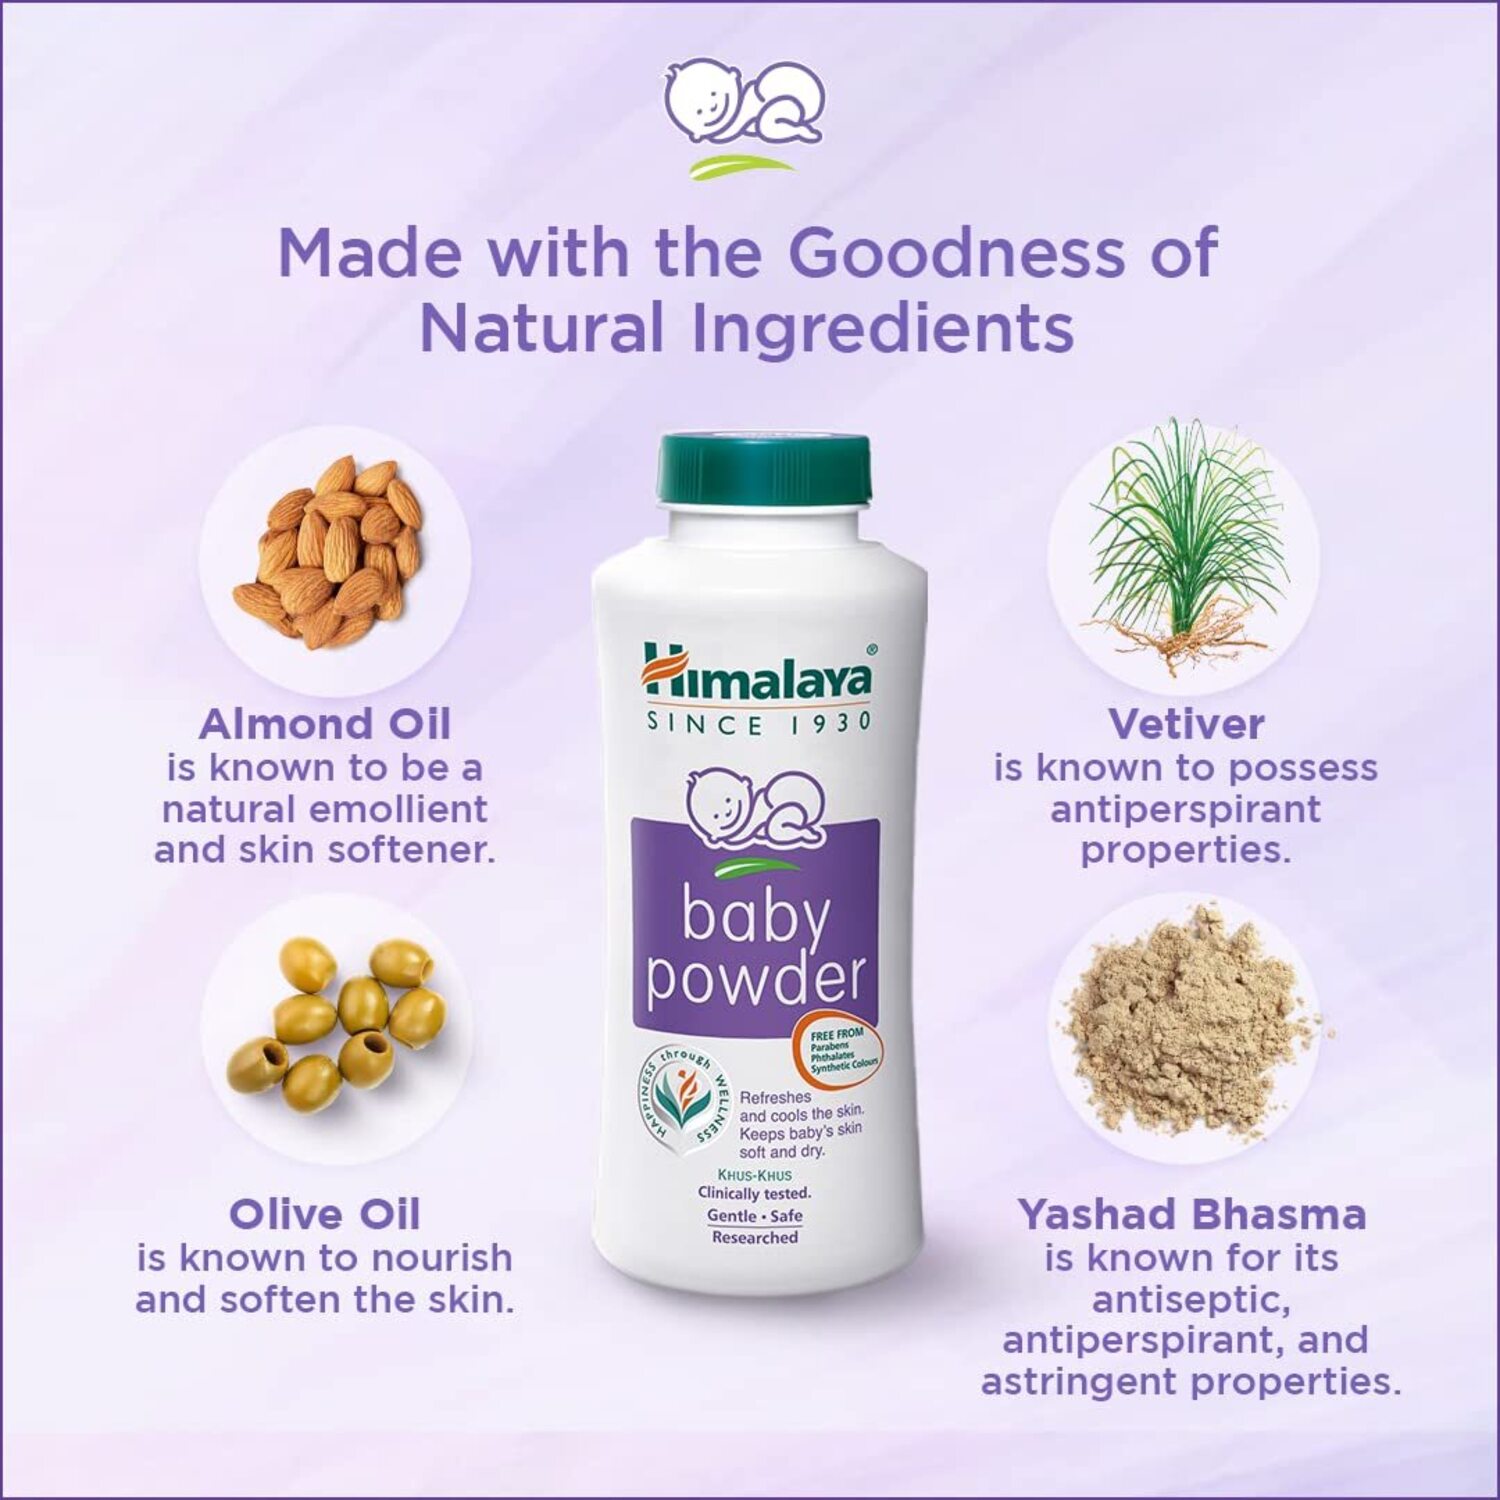 Made with the Goodness of
Natural Ingredients
Almond Oil
is known to be a
natural emollient
and skin softener.
Vetiver
is known to possess
antiperspirant
properties.
Himalaya®
SINCE 1930
baby
powder
FREE FROM
Parabens
Phthalates
Synthetic Colours
HAPPINESS through WELLNESS
Refreshes
and cools the skin.
Keeps baby's skin
soft and dry.
KHUS-KHUS
Clinically tested.
Gentle • Safe
Researched
Olive Oil
is known to nourish
and soften the skin.
Yashad Bhasma
is known for its
antiseptic,
antiperspirant, and
astringent properties.